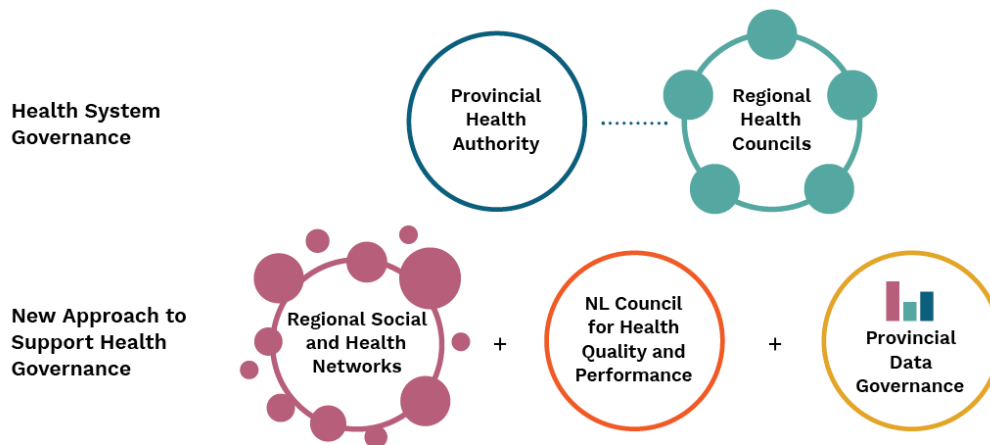 Health System
Governance
Provincial
Health
Authority
Regional
Health
Councils
New Approach to
Support Health
Governance
Regional Social
and Health
Networks
+
NL Council
for Health
Quality and
Performance
+
Provincial
Data
Governance